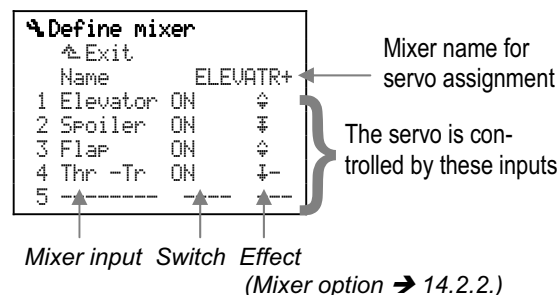 Define mixer
Exit
Name ELEVATR+
1 Elevator ON
2 Spoiler ON
3 Flap ON
4 Thr -Tr ON
5 -------- ---- ---
Mixer name for
servo assignment
The servo is con-
trolled by these inputs
Mixer input Switch Effect
(Mixer option ➔ 14.2.2.)